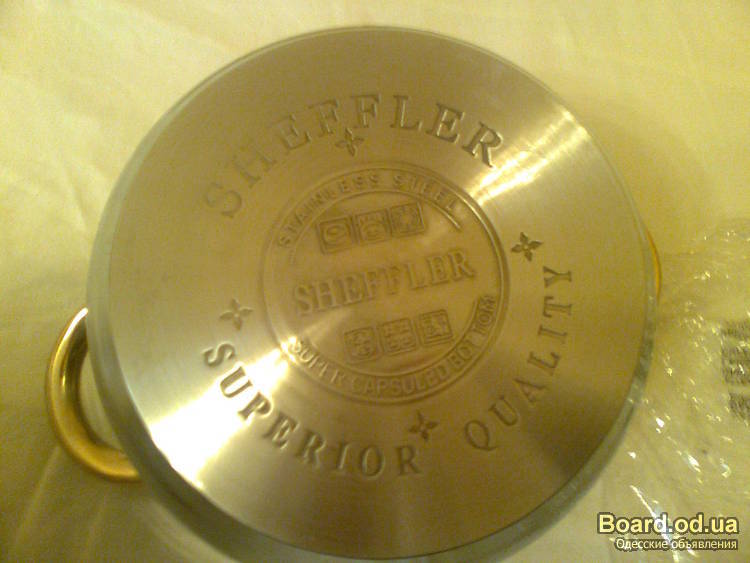 SHEFFLER
STAINLESS STEEL
SHEFFLER
SUPER CAPSULED BOTTOM
SUPERIOR QUALITY
Board.od.ua
Одесские объявления